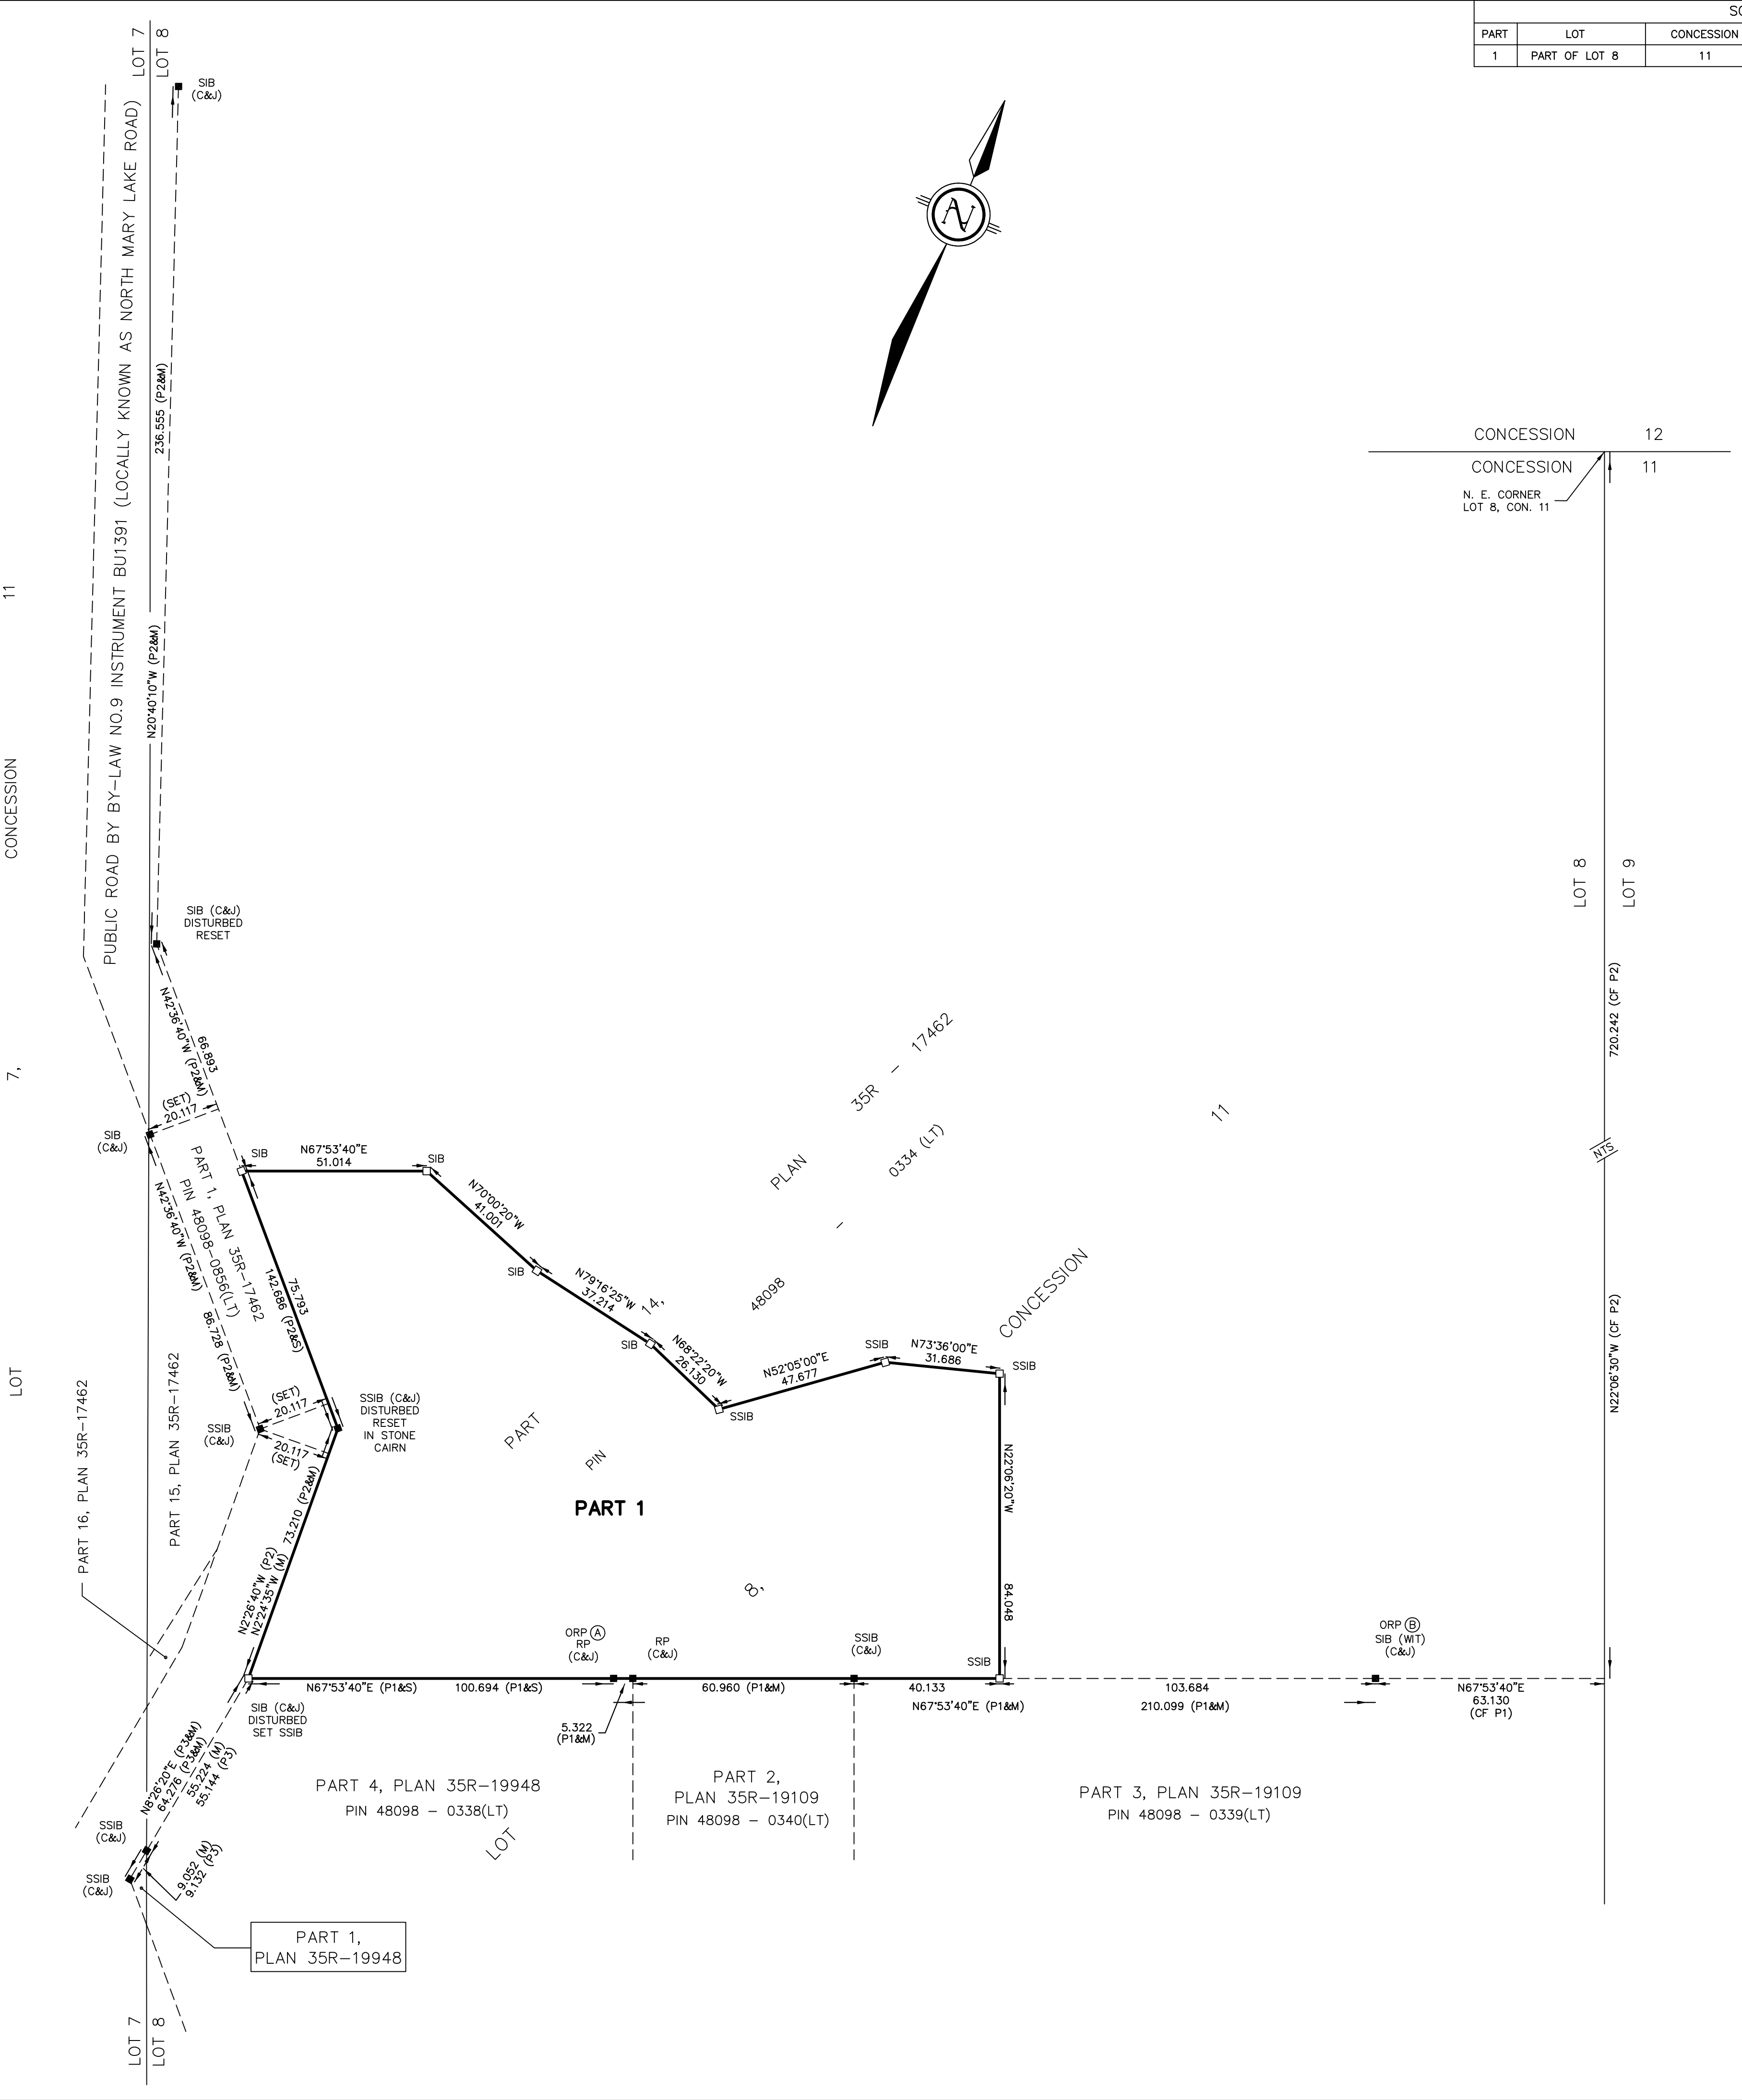 SC
PART LOT CONCESSION
1 PART OF LOT 8 11
LOT 7
LOT 8
SIB
(C&J)
PUBLIC ROAD BY BY-LAW NO.9 INSTRUMENT BU1391 (LOCALLY KNOWN AS NORTH MARY LAKE ROAD)
236.555 (P2&M)
N20°40'10"W (P2&M)
N
CONCESSION 12
CONCESSION 11
N. E. CORNER
LOT 8, CON. 11
LOT 8
LOT 9
720.242 (CF P2)
NTS
N22°06'30"W (CF P2)
LOT 7, CONCESSION 11
SIB (C&J)
DISTURBED
RESET
66.893
N42°36'40"W (P2&M)
(SET)
20.117
SIB
(C&J)
PART 1, PLAN 35R-17462
PIN 48098-0856(LT)
N42°36'40"W (P2&M)
86.728 (P2&M)
75.793
142.686 (P2&S)
SIB
N67°53'40"E
51.014
SIB
N70°00'20"W
41.001
SIB
N79°16'25"W
37.214
SIB
N68°22'20"W
26.130
SSIB
N52°05'00"E
47.677
SSIB
N73°36'00"E
31.686
SSIB
PART 14, PLAN 35R - 17462
PIN 48098 - 0334 (LT)
LOT 8, CONCESSION 11
PART 16, PLAN 35R-17462
PART 15, PLAN 35R-17462
(SET)
20.117
SSIB
(C&J)
20.117
(SET)
SSIB (C&J)
DISTURBED
RESET
IN STONE
CAIRN
PART 1
N22°06'20"W
84.048
73.210 (P2&M)
N2°26'40"W (P2)
N2°24'35"W (M)
ORP A
RP
(C&J)
RP
(C&J)
SSIB
(C&J)
SSIB
ORP B
SIB (WIT)
(C&J)
N67°53'40"E (P1&S) 100.694 (P1&S)
60.960 (P1&M)
40.133
N67°53'40"E (P1&M)
103.684
210.099 (P1&M)
N67°53'40"E
63.130
(CF P1)
5.322
(P1&M)
SIB (C&J)
DISTURBED
SET SSIB
N8°26'20"E (P3&M)
64.276 (P3&M)
55.224 (M)
55.144 (P3)
PART 4, PLAN 35R-19948
PIN 48098 - 0338(LT)
PART 2,
PLAN 35R-19109
PIN 48098 - 0340(LT)
PART 3, PLAN 35R-19109
PIN 48098 - 0339(LT)
SSIB
(C&J)
SSIB
(C&J)
9.052 (M)
9.132 (P3)
PART 1,
PLAN 35R-19948
LOT 7
LOT 8